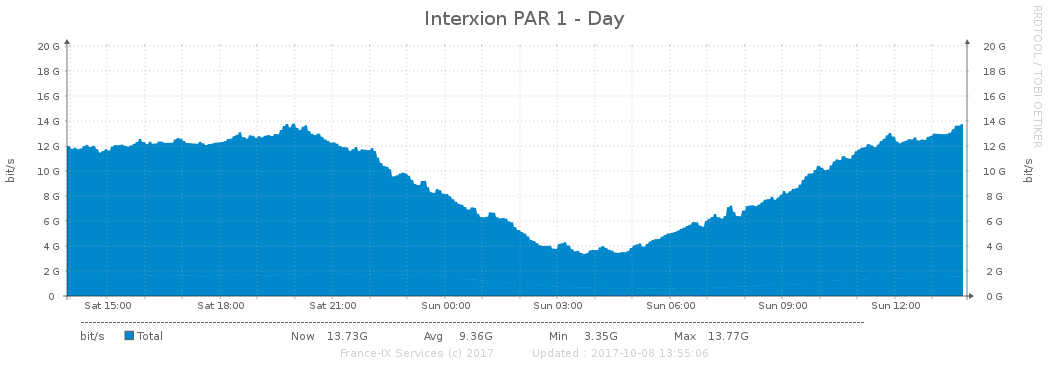 Interxion PAR 1 - Day
RRDTOOL / TOBI OETIKER
20 G 20 G
18 G 18 G
16 G 16 G
14 G 14 G
12 G 12 G
10 G 10 G
8 G 8 G
6 G 6 G
4 G 4 G
2 G 2 G
0 0 G
bit/s
bit/s
Sat 15:00 Sat 18:00 Sat 21:00 Sun 00:00 Sun 03:00 Sun 06:00 Sun 09:00 Sun 12:00
bit/s Total Now 13.73G Avg 9.36G Min 3.35G Max 13.77G
France-IX Services (c) 2017 Updated : 2017-10-08 13:55:06